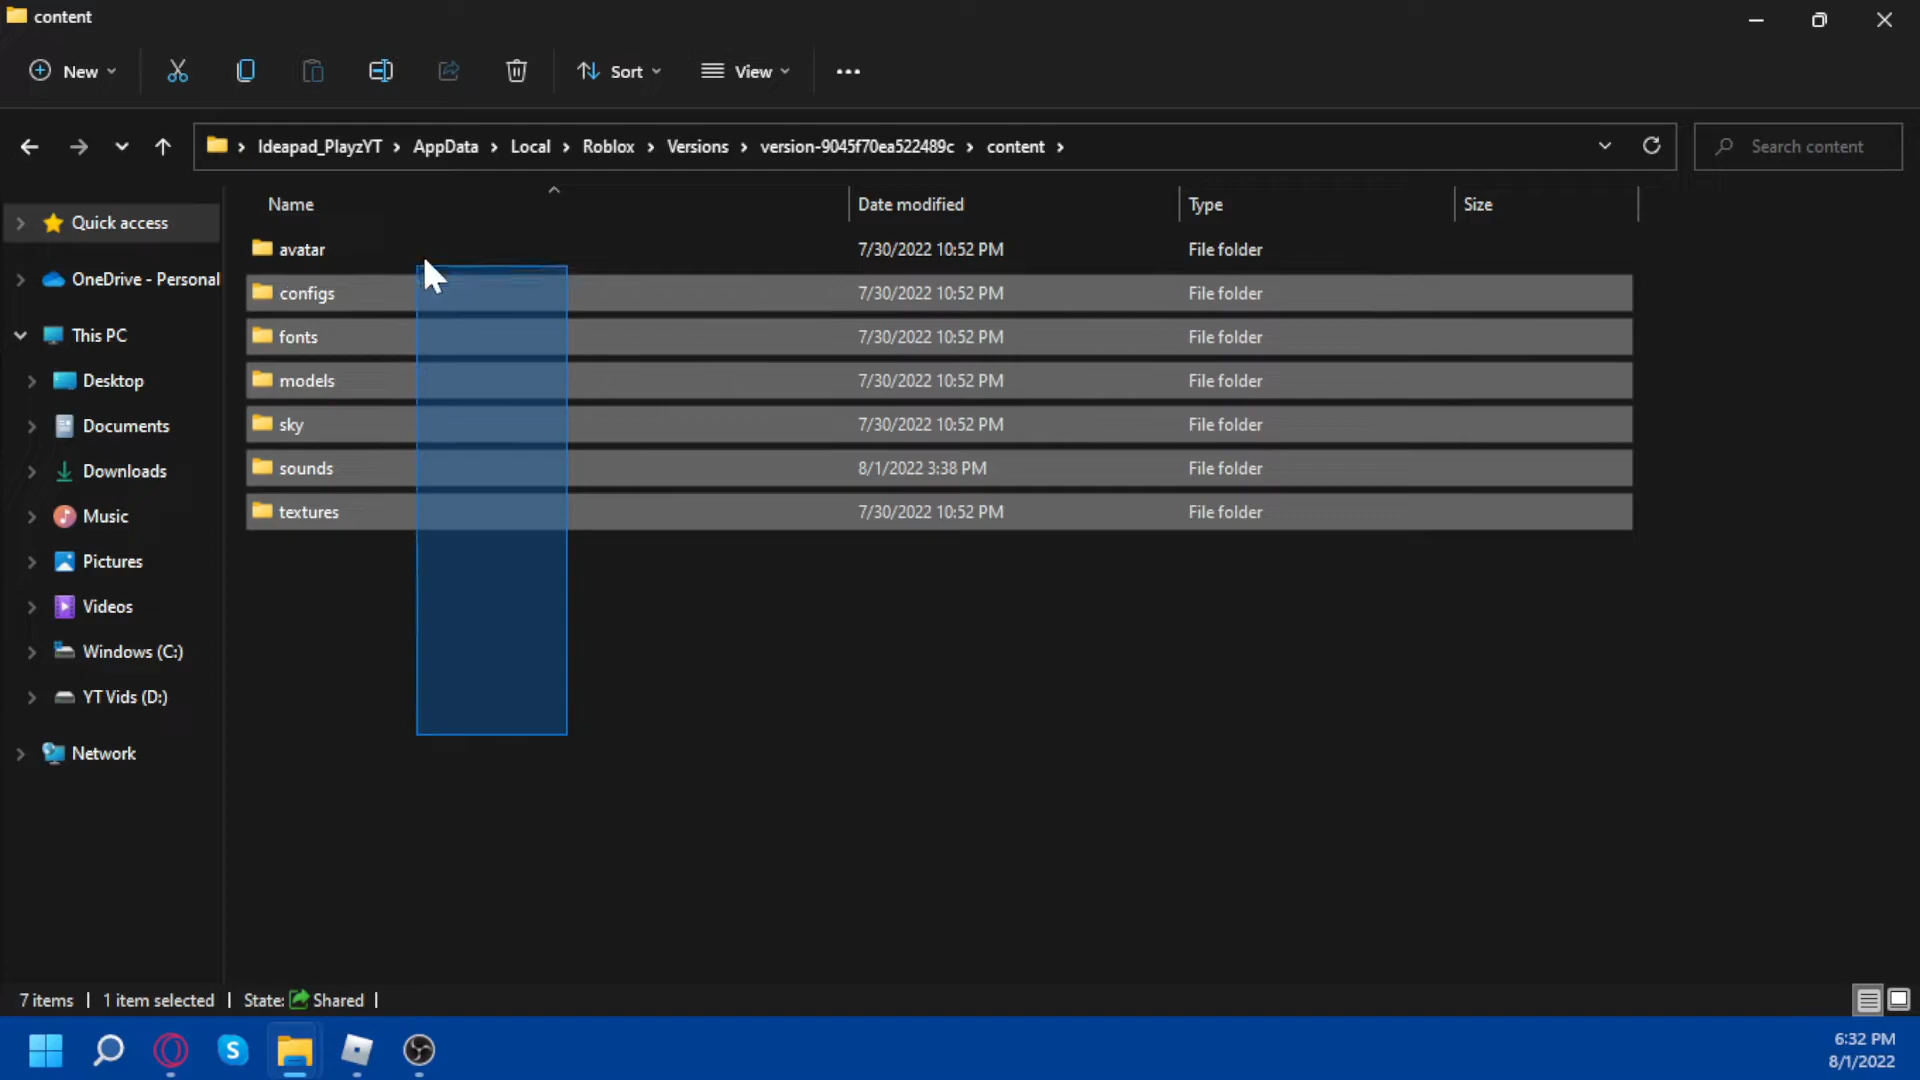 content
New
Sort
View
Ideapad_PlayzYT > AppData > Local > Roblox > Versions > version-9045f70ea522489c > content >
Search content
Name
Date modified
Type
Size
Quick access
OneDrive - Personal
This PC
Desktop
Documents
Downloads
Music
Pictures
Videos
Windows (C:)
YT Vids (D:)
Network
avatar 7/30/2022 10:52 PM File folder
configs 7/30/2022 10:52 PM File folder
fonts 7/30/2022 10:52 PM File folder
models 7/30/2022 10:52 PM File folder
sky 7/30/2022 10:52 PM File folder
sounds 8/1/2022 3:38 PM File folder
textures 7/30/2022 10:52 PM File folder
7 items | 1 item selected | State: Shared |
S
6:32 PM
8/1/2022